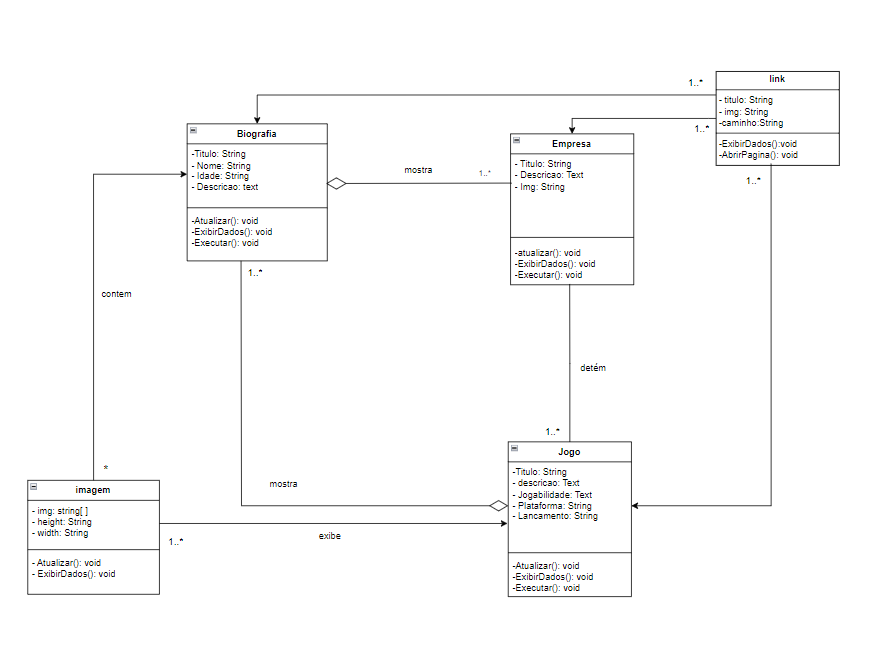 link
- titulo: String
- img: String
-caminho:String
-ExibirDados():void
-AbrirPagina(): void
1..*
1..*
1..*
Biografia
-Titulo: String
- Nome: String
- Idade: String
- Descricao: text
-Atualizar(): void
-ExibirDados(): void
-Executar(): void
1..*
mostra
1..*
Empresa
- Titulo: String
- Descricao: Text
- Img: String
-atualizar(): void
-ExibirDados(): void
-Executar(): void
contem
detém
1..*
*
mostra
Jogo
-Titulo: String
- descricao: Text
- Jogabilidade: Text
- Plataforma: String
- Lancamento: String
-Atualizar(): void
-ExibirDados(): void
-Executar(): void
imagem
- img: string[ ]
- height: String
- width: String
- Atualizar(): void
- ExibirDados(): void
1..*
exibe